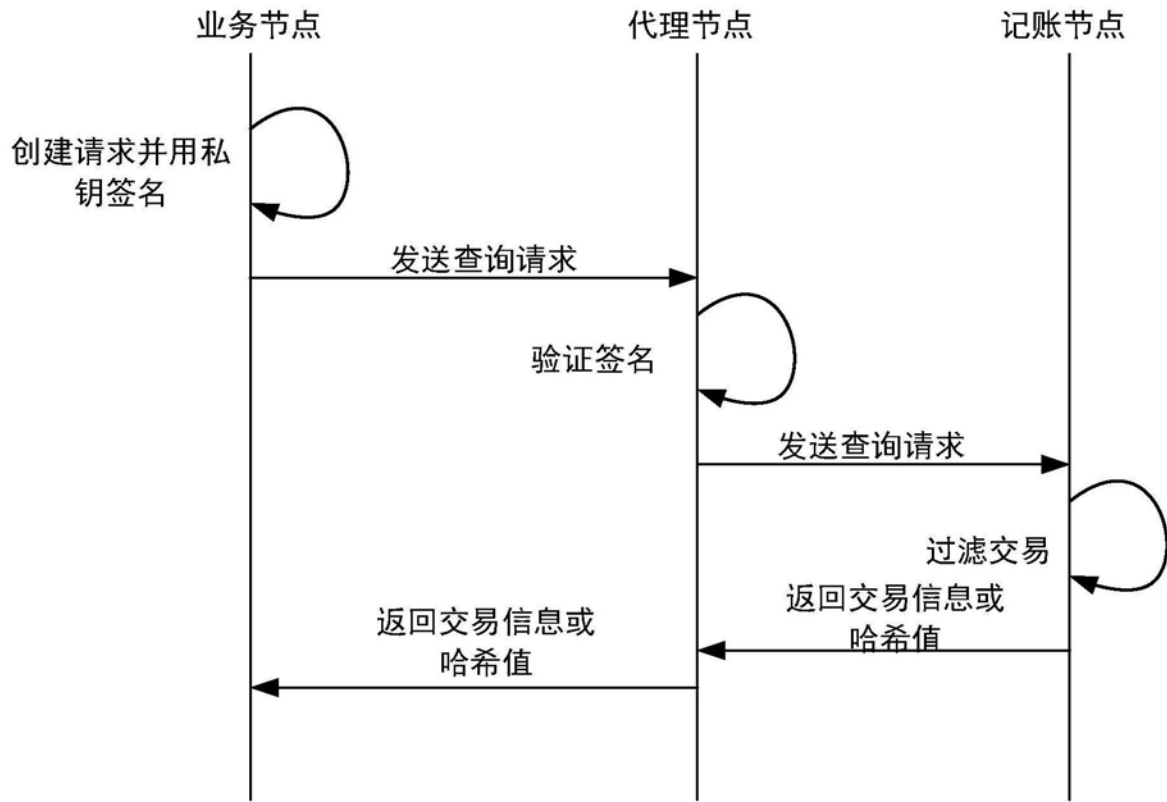 业务节点
代理节点
记账节点
创建请求并用私
钥签名
发送查询请求
验证签名
发送查询请求
过滤交易
返回交易信息或
哈希值
返回交易信息或
哈希值